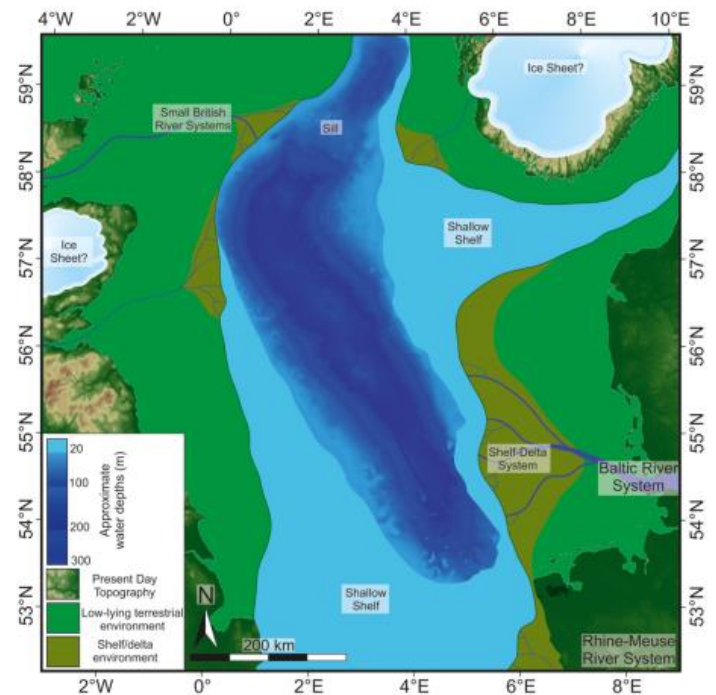 4°W 0° 2°E 4°E 6°E 8°E 10°E
59°N
58°N
57°N
56°N
55°N
54°N
53°N
Small British
River Systems
Sill
Ice Sheet?
Ice
Sheet?
Shallow
Shelf
Shelf-Delta
System
Baltic River
System
Shallow
Shelf
Rhine-Meuse
River System
20
100
200
300
Approximate
water depths (m)
Present Day
Topography
Low-lying terrestrial
environment
Shelf/delta
environment
N
200 km
59°N
58°N
57°N
56°N
55°N
54°N
53°N
2°W 0° 2°E 4°E 6°E 8°E